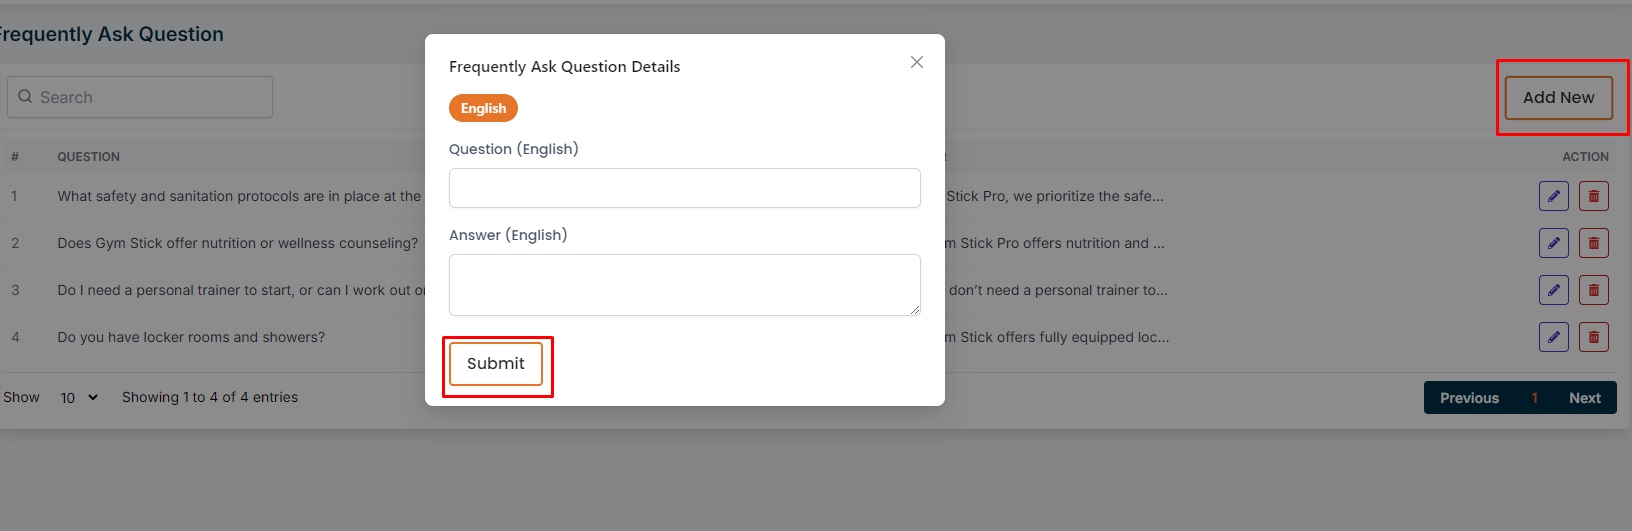 Frequently Ask Question
Frequently Ask Question Details
Search
English
Add New
Question (English)
# QUESTION ACTION
1 What safety and sanitation protocols are in place at the Stick Pro, we prioritize the safe...
Answer (English)
2 Does Gym Stick offer nutrition or wellness counseling? Stick Pro offers nutrition and ...
3 Do I need a personal trainer to start, or can I work out don't need a personal trainer to...
4 Do you have locker rooms and showers? Stick offers fully equipped loc...
Submit
Show 10 Showing 1 to 4 of 4 entries Previous 1 Next